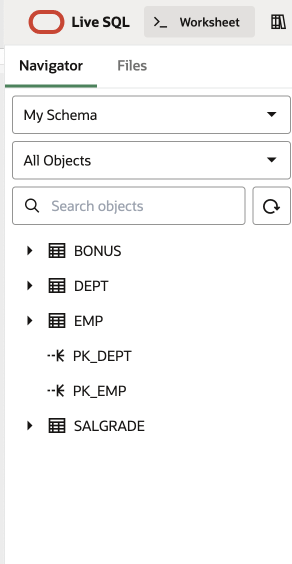 Live SQL >_ Worksheet
Navigator Files
My Schema
All Objects
Search objects
BONUS
DEPT
EMP
PK_DEPT
PK_EMP
SALGRADE